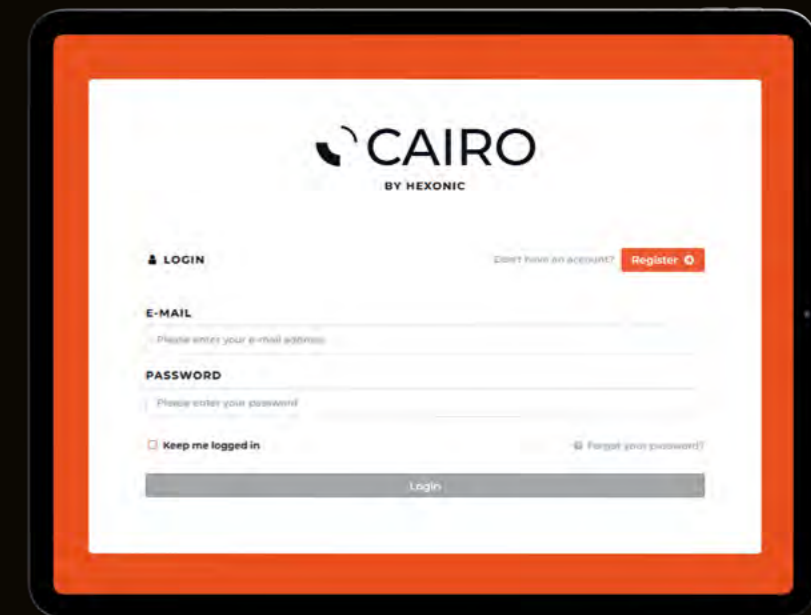 CAIRO
BY HEXONIC
LOGIN
Don't have an account? Register
E-MAIL
Please enter your e-mail address
PASSWORD
Please enter your password
Keep me logged in
Forgot your password?
Login